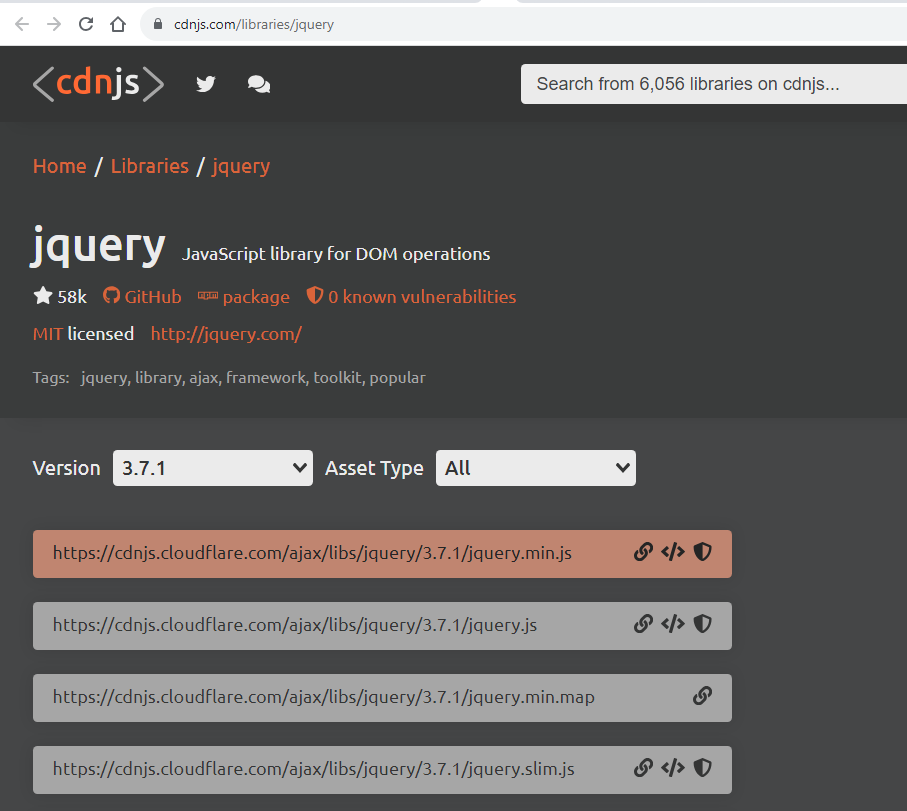 cdnjs.com/libraries/jquery
<cdnjs>
Search from 6,056 libraries on cdnjs...
Home / Libraries / jquery
jquery JavaScript library for DOM operations
58k GitHub npm package 0 known vulnerabilities
MIT licensed http://jquery.com/
Tags: jquery, library, ajax, framework, toolkit, popular
Version 3.7.1 Asset Type All
https://cdnjs.cloudflare.com/ajax/libs/jquery/3.7.1/jquery.min.js </>
https://cdnjs.cloudflare.com/ajax/libs/jquery/3.7.1/jquery.js </>
https://cdnjs.cloudflare.com/ajax/libs/jquery/3.7.1/jquery.min.map
https://cdnjs.cloudflare.com/ajax/libs/jquery/3.7.1/jquery.slim.js </>